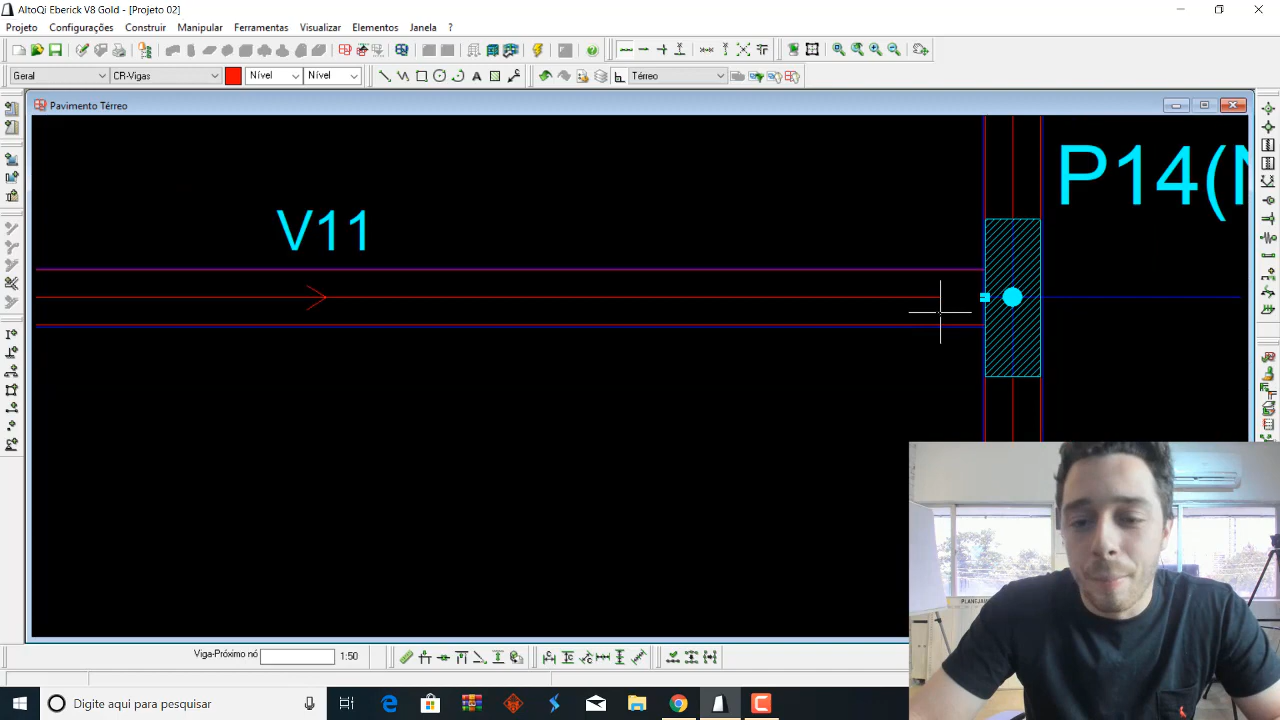 AltoQi Eberick V8 Gold - [Projeto 02]
Projeto Configurações Construir Manipular Ferramentas Visualizar Elementos Janela ?
Geral CR-Vigas Nível Nível Térreo
Pavimento Térreo
P14(N
V11
Viga-Próximo nó 1:50
Digite aqui para pesquisar